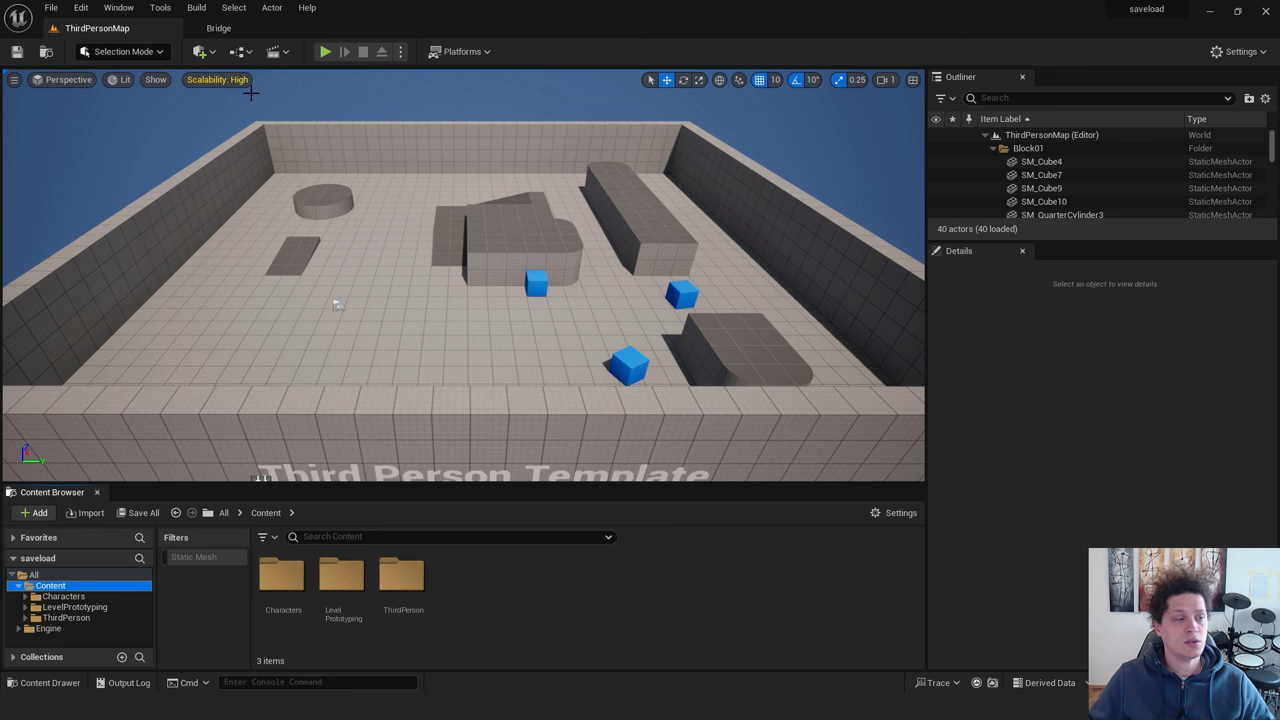 File Edit Window Tools Build Select Actor Help
saveload
ThirdPersonMap
Bridge
Selection Mode
Platforms
Settings
Perspective Lit Show Scalability: High
10 10° 0.25 1
Third Person Template
Outliner
Search...
Item Label Type
ThirdPersonMap (Editor) World
Block01 Folder
SM_Cube4 StaticMeshActor
SM_Cube7 StaticMeshActor
SM_Cube9 StaticMeshActor
SM_Cube10 StaticMeshActor
SM_QuarterCylinder3 StaticMeshActor
40 actors (40 loaded)
Details
Select an object to view details.
Content Browser
Add Import Save All All Content Settings
Favorites
saveload
All
Content
Characters
LevelPrototyping
ThirdPerson
Engine
Collections
Filters
Static Mesh
Search Content
Characters
Level
Prototyping
ThirdPerson
3 items
Content Drawer Output Log Cmd Enter Console Command
Trace Derived Data